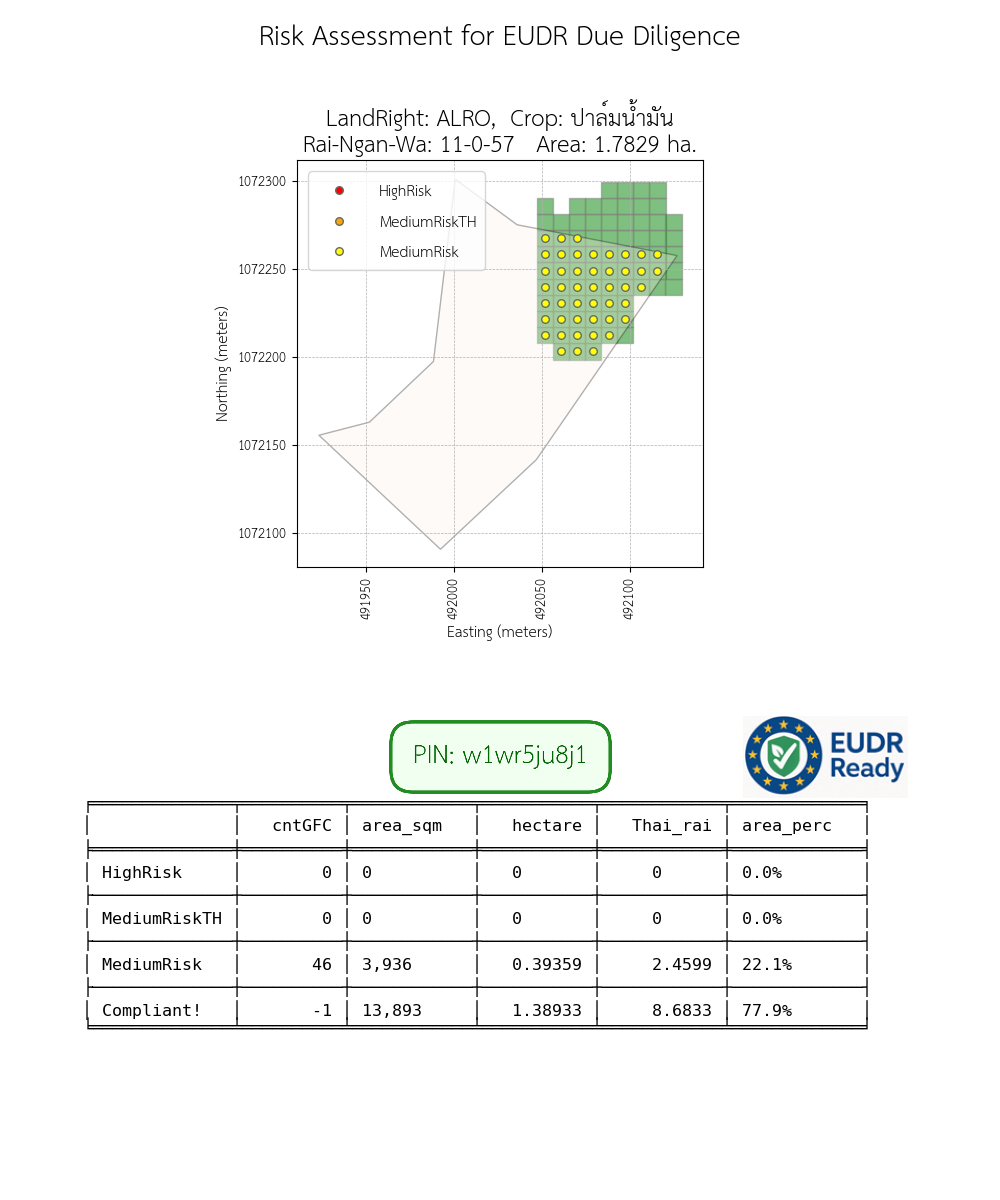 Risk Assessment for EUDR Due Diligence
LandRight: ALRO,  Crop: ปาล์มน้ำมัน
Rai-Ngan-Wa: 11-0-57   Area: 1.7829 ha.
HighRisk
MediumRiskTH
MediumRisk
1072300
1072250
1072200
1072150
1072100
Northing (meters)
491950 492000 492050 492100
Easting (meters)
PIN: w1wr5ju8j1
EUDR
Ready
cntGFC area_sqm hectare Thai_rai area_perc
HighRisk 0 0 0 0 0.0%
MediumRiskTH 0 0 0 0 0.0%
MediumRisk 46 3,936 0.39359 2.4599 22.1%
Compliant! -1 13,893 1.38933 8.6833 77.9%